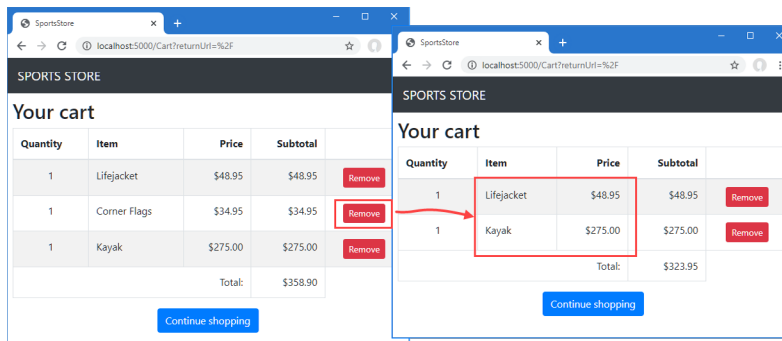 SportsStore
localhost:5000/Cart?returnUrl=%2F
SPORTS STORE
Your cart
Quantity Item Price Subtotal
1 Lifejacket $48.95 $48.95 Remove
1 Corner Flags $34.95 $34.95 Remove
1 Kayak $275.00 $275.00 Remove
Total: $358.90
Continue shopping
SportsStore
localhost:5000/Cart?returnUrl=%2F
SPORTS STORE
Your cart
Quantity Item Price Subtotal
1 Lifejacket $48.95 $48.95 Remove
1 Kayak $275.00 $275.00 Remove
Total: $323.95
Continue shopping